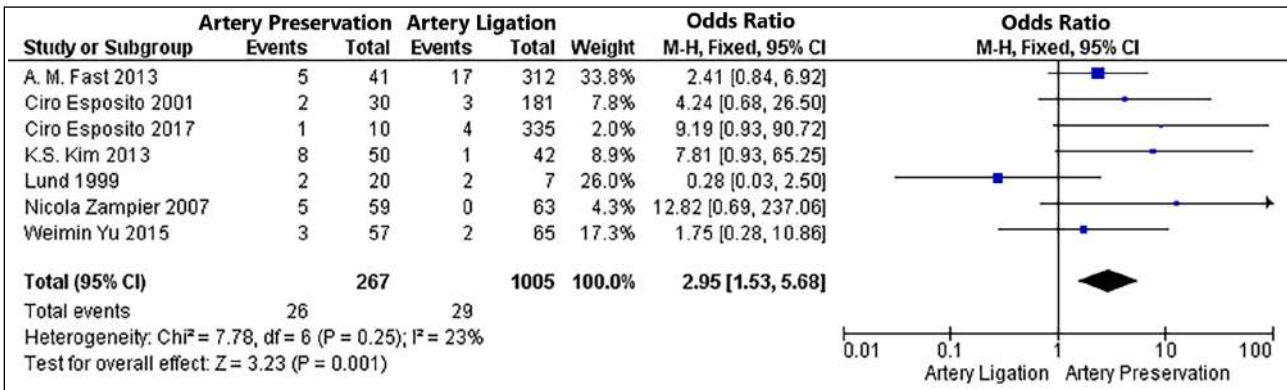 Artery Preservation Artery Ligation Odds Ratio Odds Ratio
Study or Subgroup Events Total Events Total Weight M-H, Fixed, 95% CI M-H, Fixed, 95% CI
A. M. Fast 2013 5 41 17 312 33.8% 2.41 [0.84, 6.92]
Ciro Esposito 2001 2 30 3 181 7.8% 4.24 [0.68, 26.50]
Ciro Esposito 2017 1 10 4 335 2.0% 9.19 [0.93, 90.72]
K.S. Kim 2013 8 50 1 42 8.9% 7.81 [0.93, 65.25]
Lund 1999 2 20 2 7 26.0% 0.28 [0.03, 2.50]
Nicola Zampier 2007 5 59 0 63 4.3% 12.82 [0.69, 237.06]
Weimin Yu 2015 3 57 2 65 17.3% 1.75 [0.28, 10.86]
Total (95% CI) 267 1005 100.0% 2.95 [1.53, 5.68]
Total events 26 29
Heterogeneity: Chi² = 7.78, df = 6 (P = 0.25); I² = 23%
Test for overall effect: Z = 3.23 (P = 0.001)
0.01 0.1 1 10 100
Artery Ligation Artery Preservation